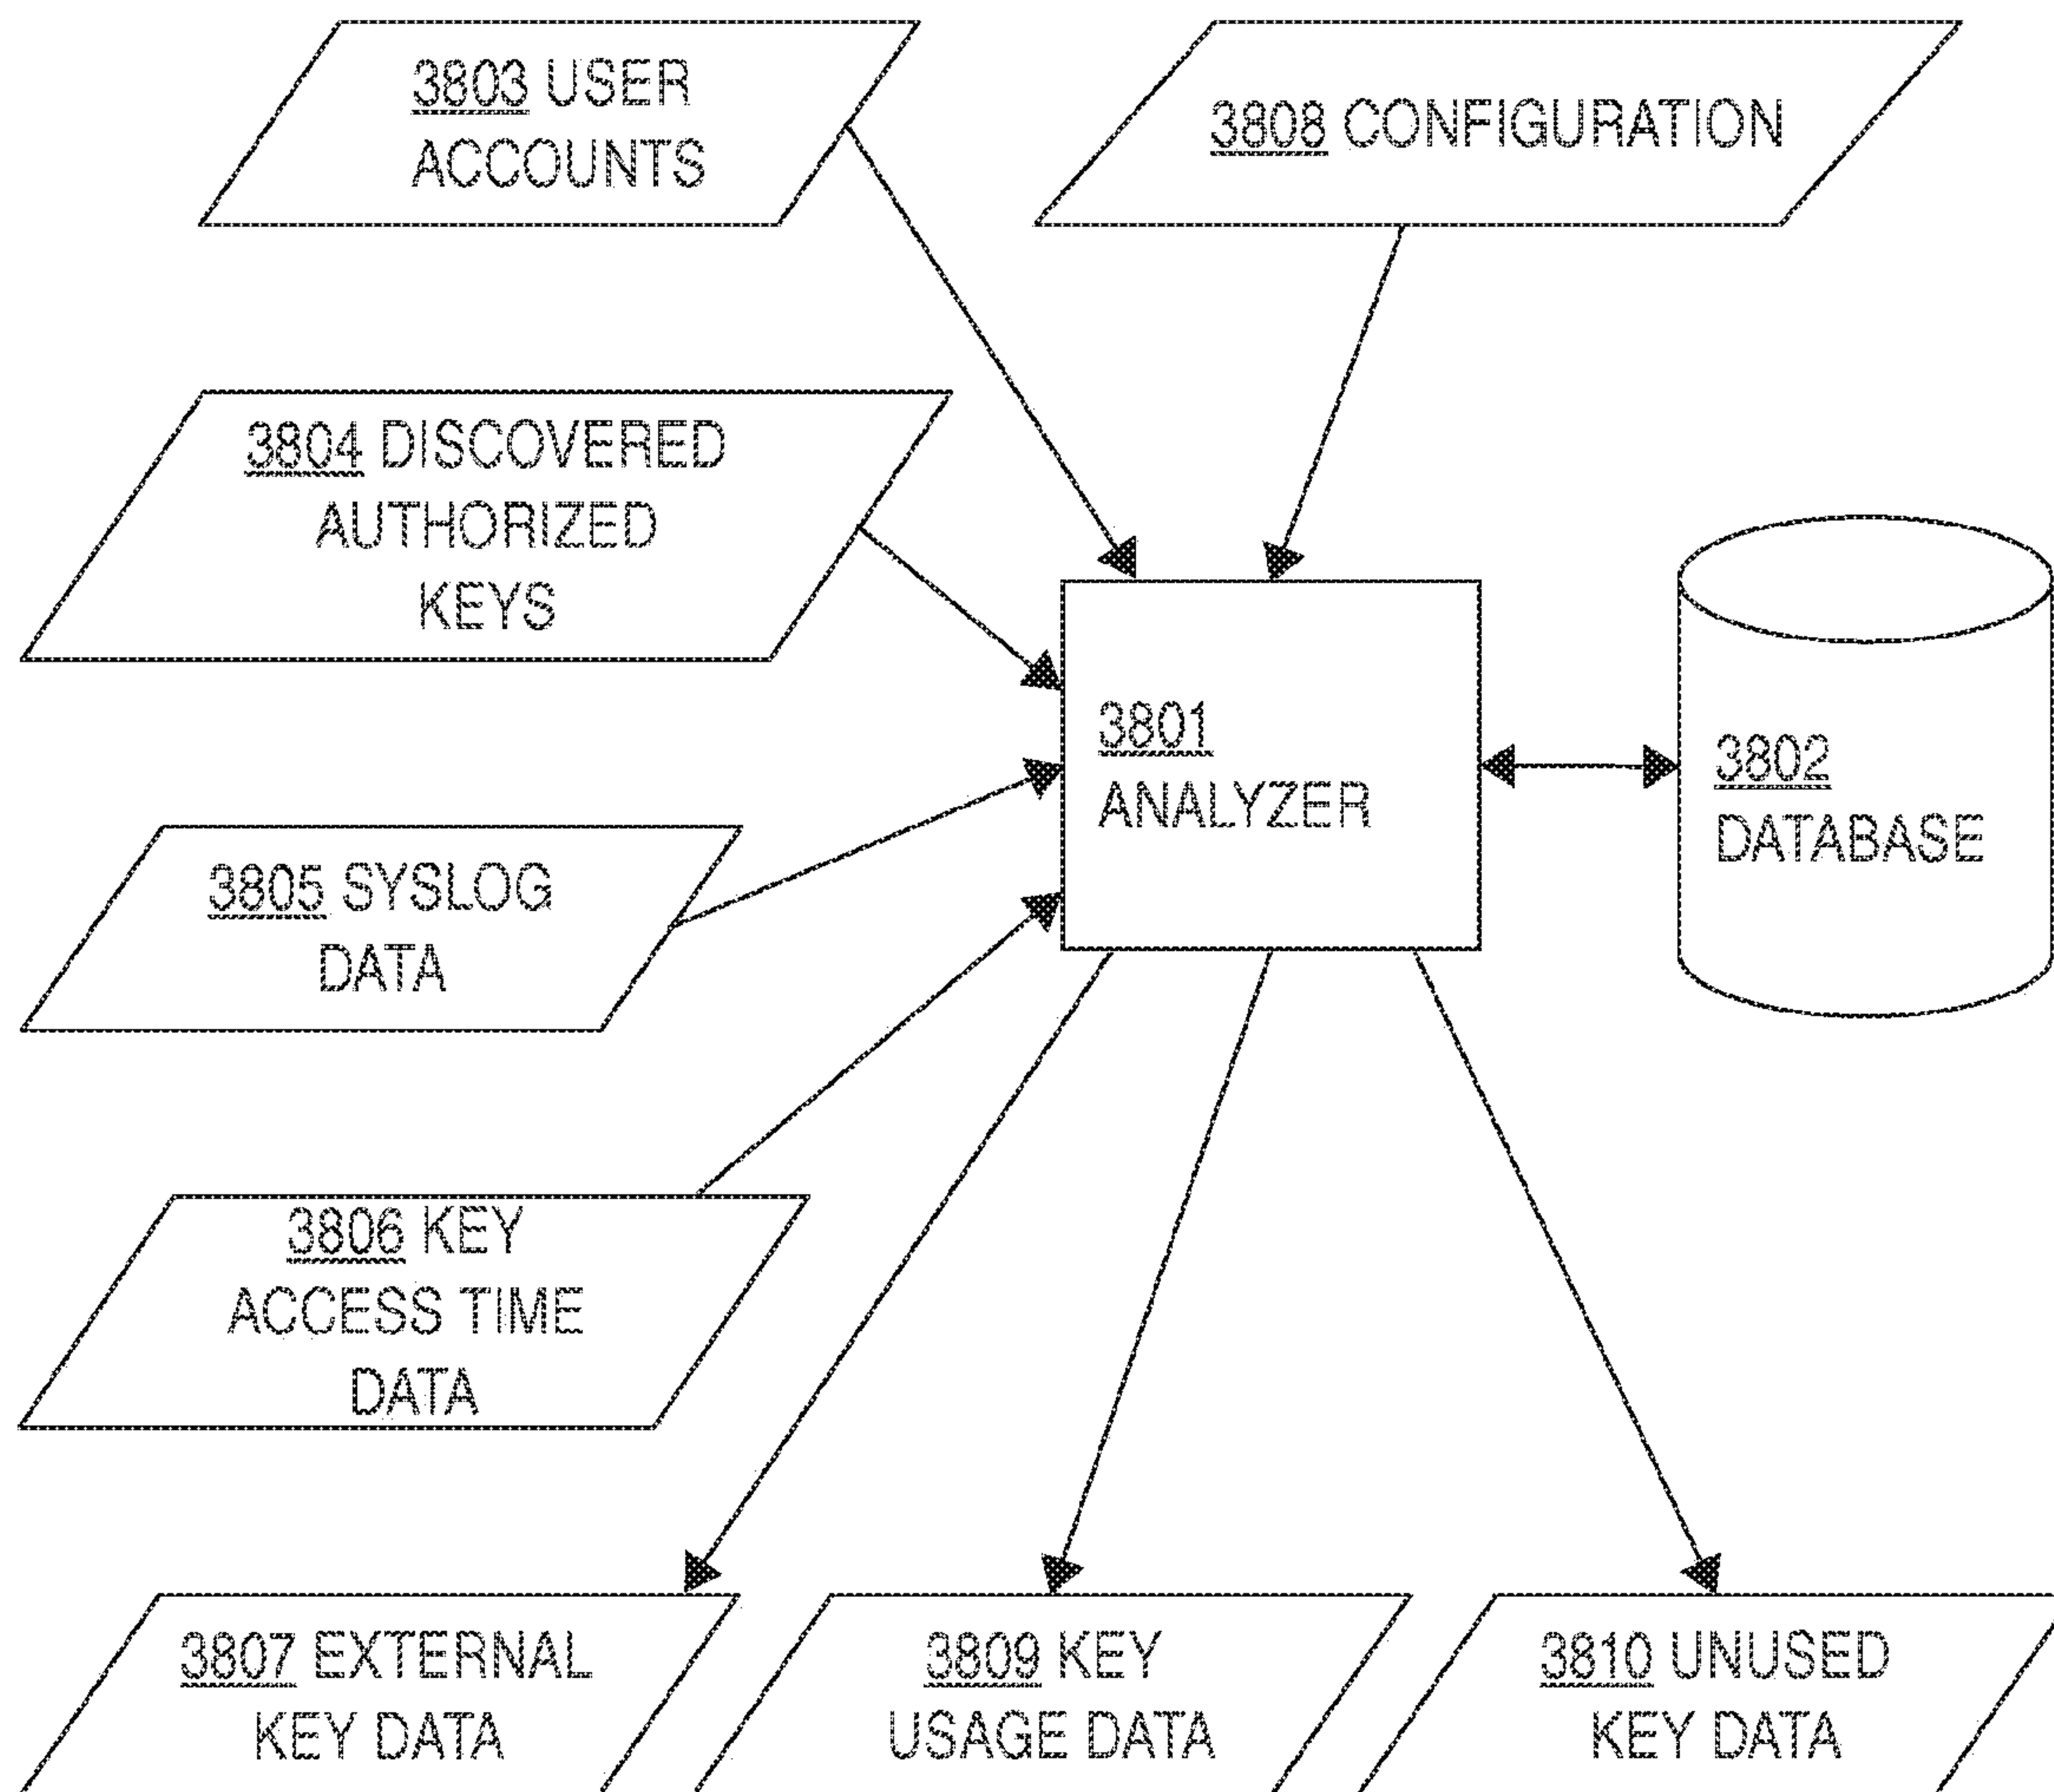 3803 USER
ACCOUNTS
3808 CONFIGURATION
3804 DISCOVERED
AUTHORIZED
KEYS
3801
ANALYZER
3802
DATABASE
3805 SYSLOG
DATA
3806 KEY
ACCESS TIME
DATA
3807 EXTERNAL
KEY DATA
3809 KEY
USAGE DATA
3810 UNUSED
KEY DATA